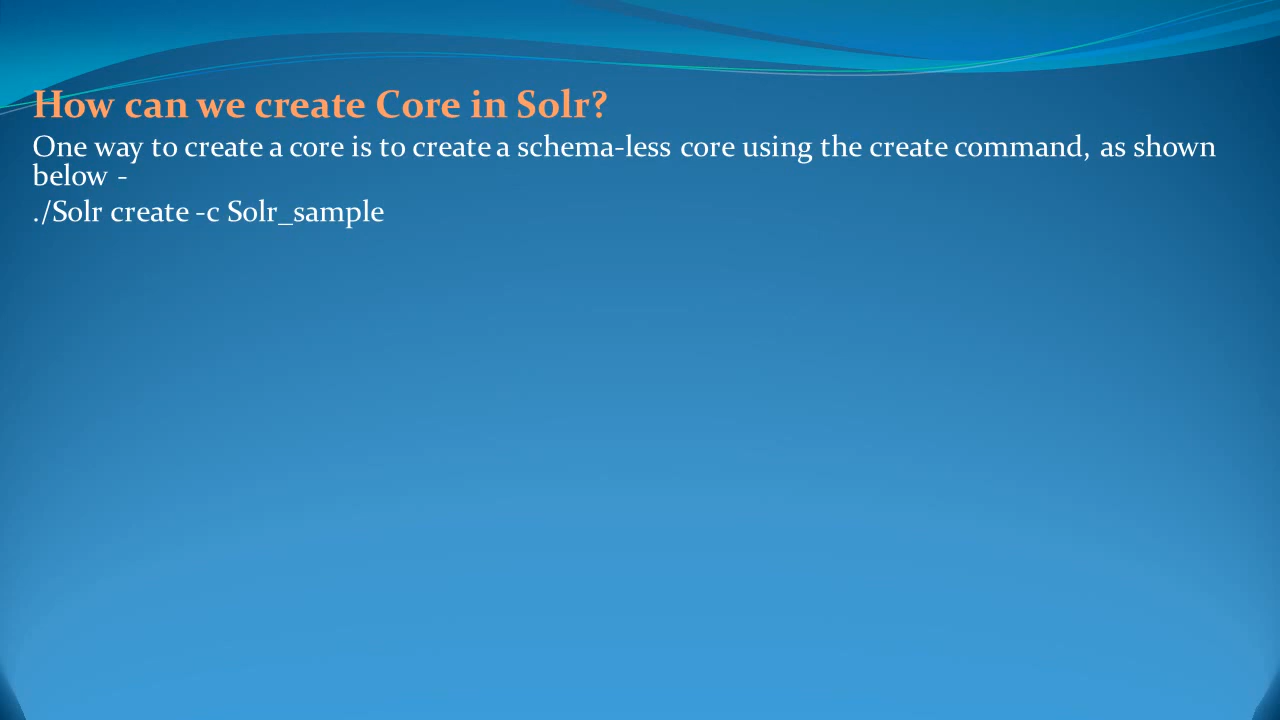 How can we create Core in Solr?
One way to create a core is to create a schema-less core using the create command, as shown
below -
./Solr create -c Solr_sample